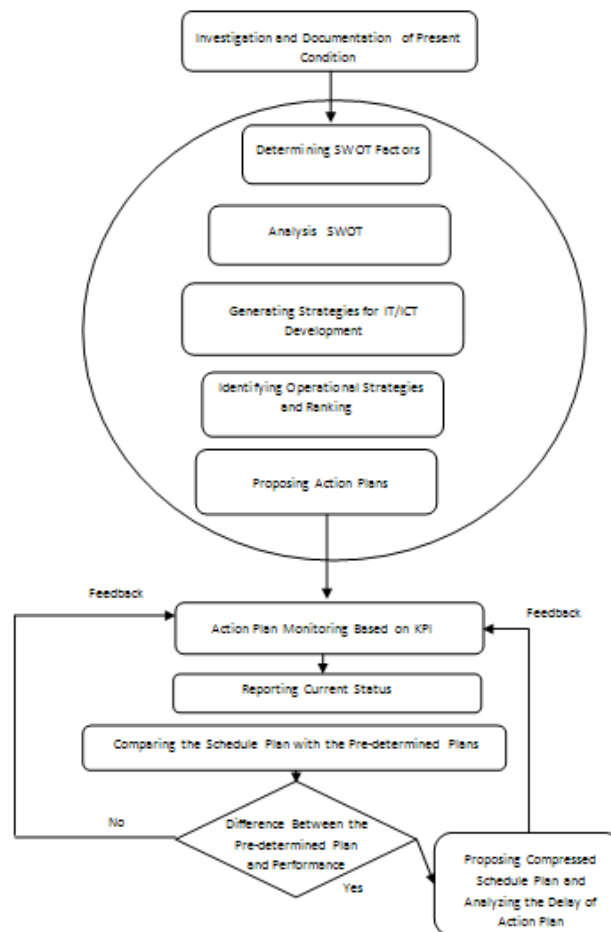 Investigation and Documentation of Present
Condition
Determining SWOT Factors
Analysis SWOT
Generating Strategies for IT/ICT
Development
Identifying Operational Strategies
and Ranking
Proposing Action Plans
Feedback
Feedback
Action Plan Monitoring Based on KPI
Reporting Current Status
Comparing the Schedule Plan with the Pre-determined Plans
No
Difference Between the
Pre-determined Plan
and Performance
Yes
Proposing Compressed
Schedule Plan and
Analyzing the Delay of
Action Plan